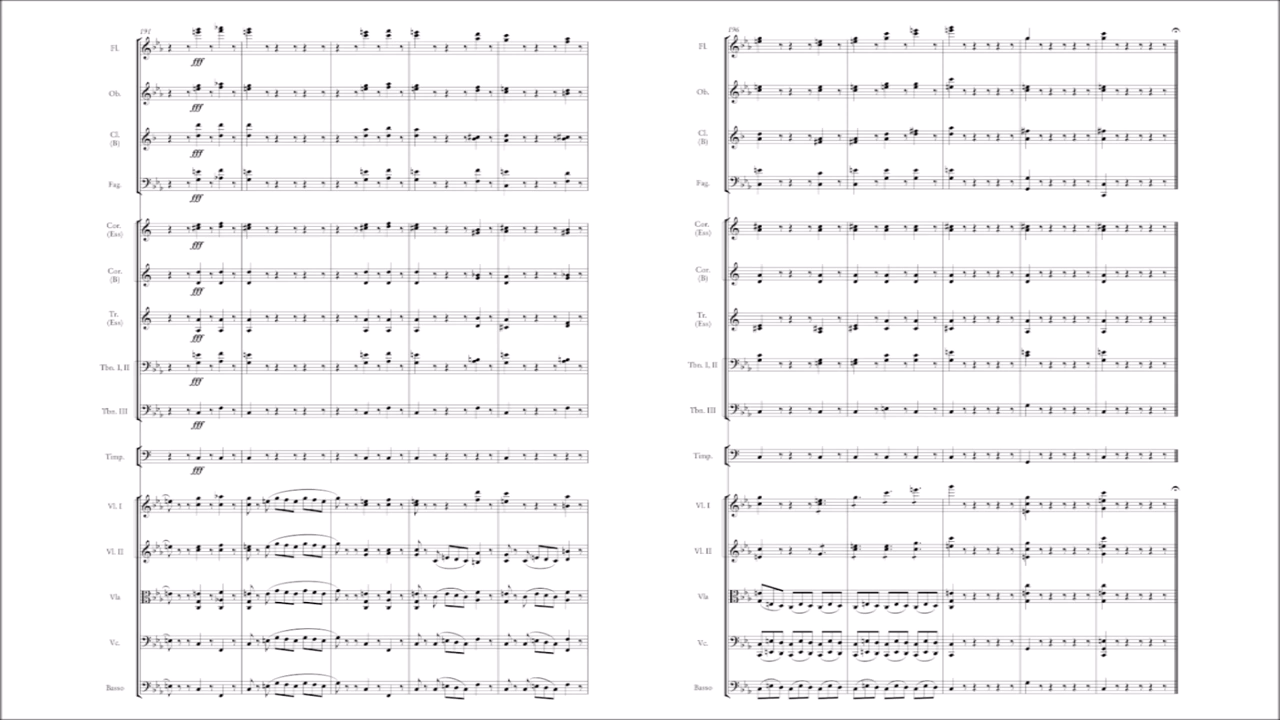 191
Fl.
fff
Ob.
fff
Cl.
(B)
fff
Fag.
fff
Cor.
(Ess)
fff
Cor.
(B)
fff
Tr.
(Ess)
fff
Tbn. I, II
fff
Tbn. III
fff
Timp.
fff
Vl. I
Vl. II
Vla
Vc.
Basso
196
Fl.
Ob.
Cl.
(B)
Fag.
Cor.
(Ess)
Cor.
(B)
Tr.
(Ess)
Tbn. I, II
Tbn. III
Timp.
Vl. I
Vl. II
Vla
Vc.
Basso